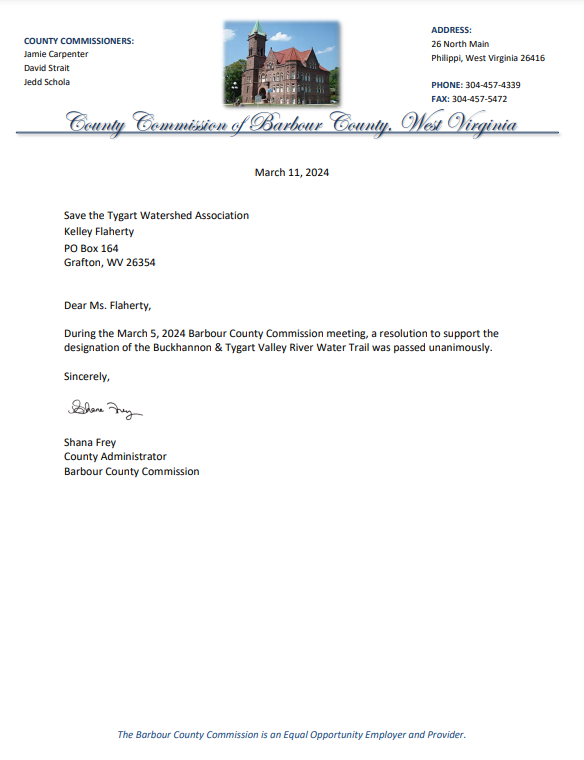 COUNTY COMMISSIONERS:
Jamie Carpenter
David Strait
Jedd Schola
ADDRESS:
26 North Main
Philippi, West Virginia 26416
PHONE: 304-457-4339
FAX: 304-457-5472
County Commission of Barbour County, West Virginia
March 11, 2024
Save the Tygart Watershed Association
Kelley Flaherty
PO Box 164
Grafton, WV 26354
Dear Ms. Flaherty,
During the March 5, 2024 Barbour County Commission meeting, a resolution to support the
designation of the Buckhannon & Tygart Valley River Water Trail was passed unanimously.
Sincerely,
Shana Frey
Shana Frey
County Administrator
Barbour County Commission
The Barbour County Commission is an Equal Opportunity Employer and Provider.